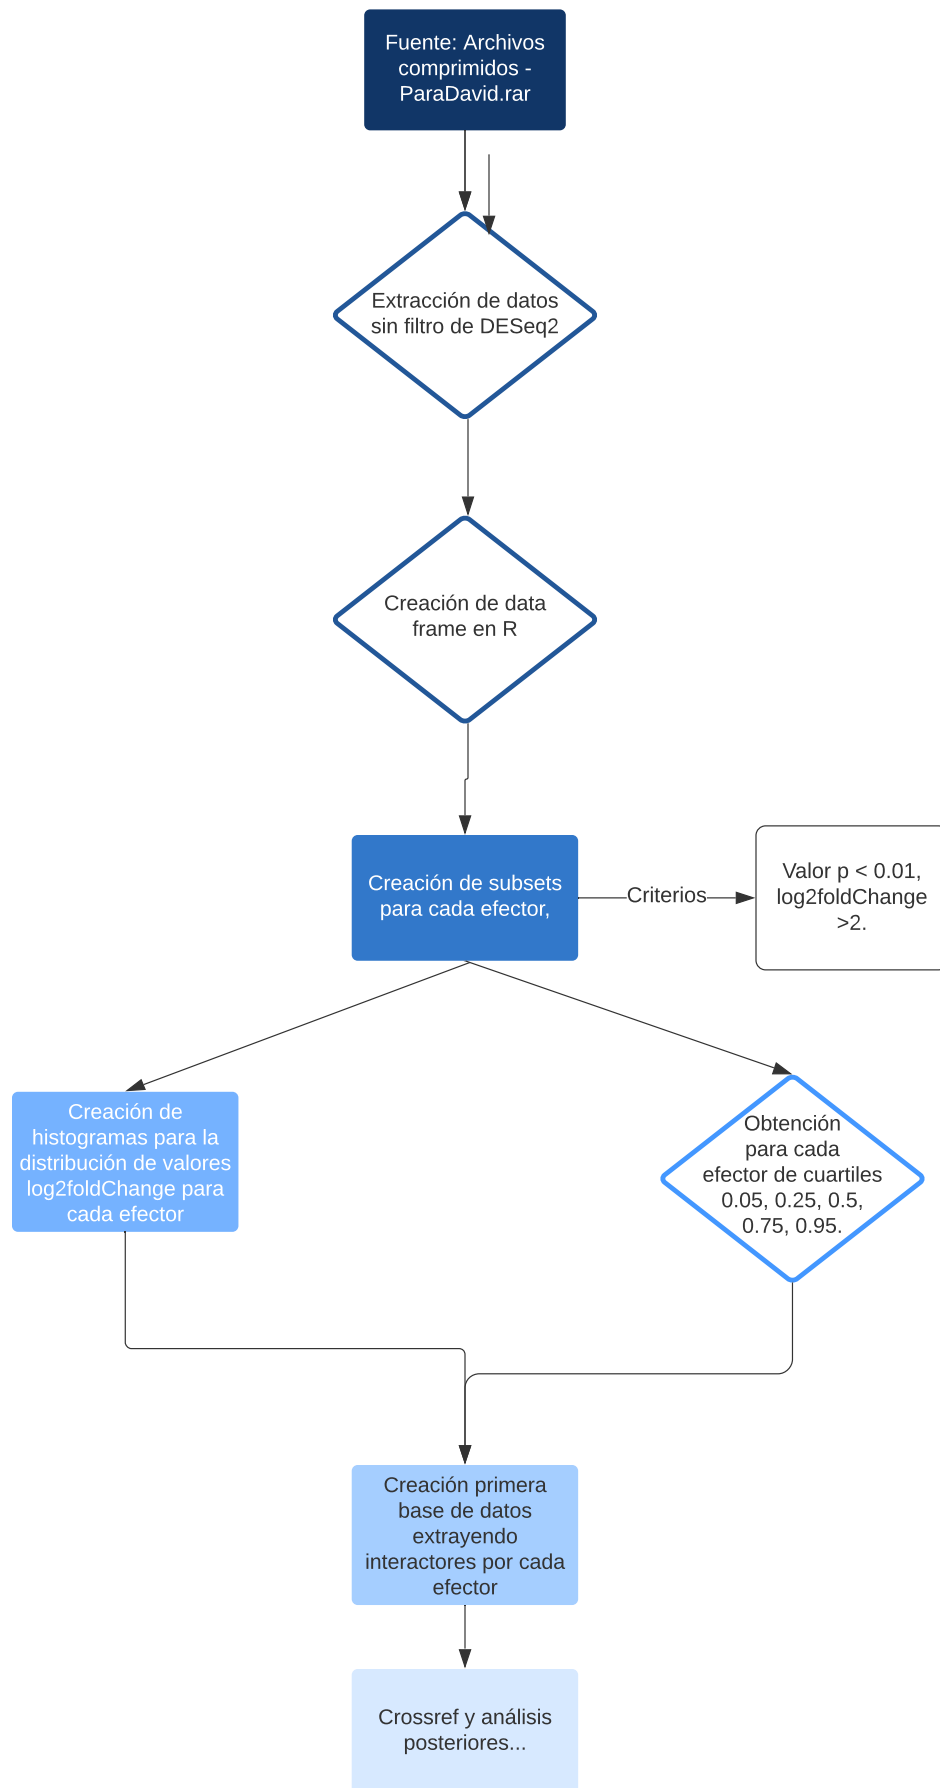 Fuente: Archivos
comprimidos -
ParaDavid.rar
Extracción de datos
sin filtro de DESeq2
Creación de data
frame en R
Creación de subsets
para cada efector,
Criterios
Valor p < 0.01,
log2foldChange
>2.
Creación de
histogramas para la
distribución de valores
log2foldChange para
cada efector
Obtención
para cada
efector de cuartiles
0.05, 0.25, 0.5,
0.75, 0.95.
Creación primera
base de datos
extrayendo
interactores por cada
efector
Crossref y análisis
posteriores...